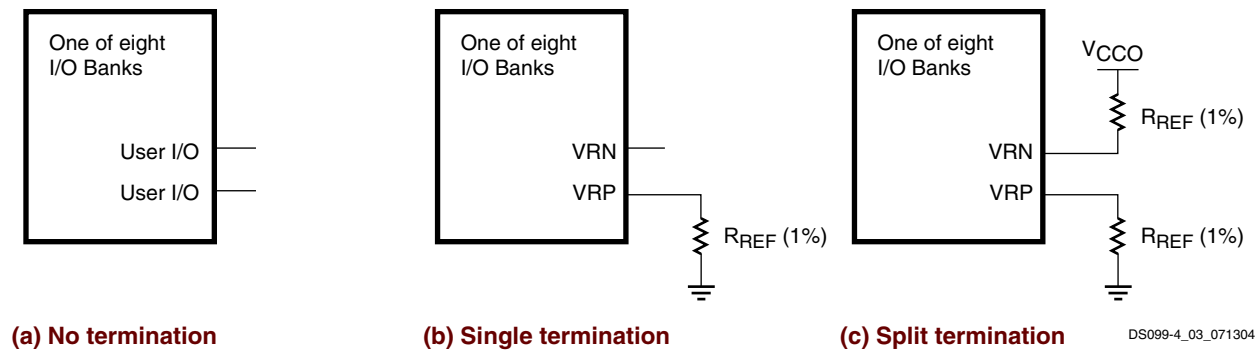 One of eight
I/O Banks
User I/O
User I/O
(a) No termination
One of eight
I/O Banks
VRN
VRP
RREF (1%)
(b) Single termination
One of eight
I/O Banks
VCCO
RREF (1%)
VRN
VRP
RREF (1%)
(c) Split termination
DS099-4_03_071304